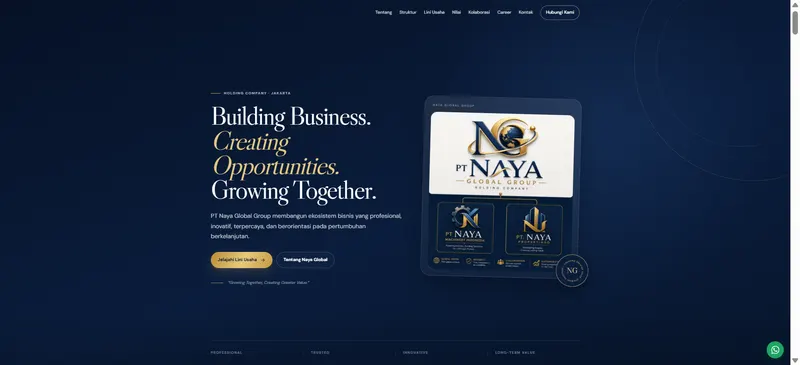 Tentang Struktur Lini Usaha Nilai Kolaborasi Career Kontak Hubungi Kami
HOLDING COMPANY · JAKARTA
Building Business.
Creating
Opportunities.
Growing Together.
PT Naya Global Group membangun ekosistem bisnis yang profesional,
inovatif, terpercaya, dan berorientasi pada pertumbuhan
berkelanjutan.
Jelajahi Lini Usaha → Tentang Naya Global
"Growing Together, Creating Greater Value."
NAYA GLOBAL GROUP
NG
PT NAYA
GLOBAL GROUP
HOLDING COMPANY
PT NAYA
PT NAYA
NG
PROFESSIONAL TRUSTED INNOVATIVE LONG-TERM VALUE